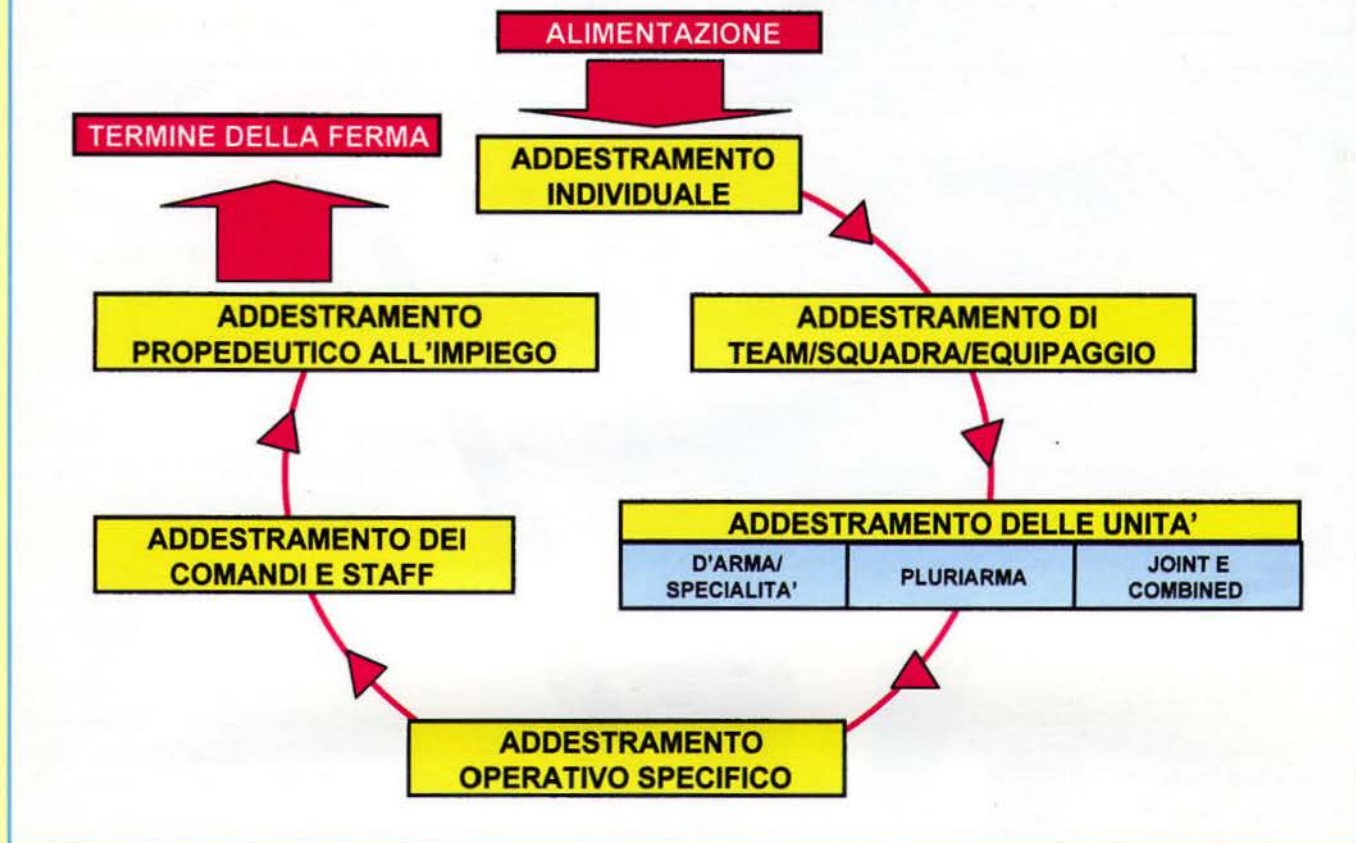 ALIMENTAZIONE
TERMINE DELLA FERMA
ADDESTRAMENTO
INDIVIDUALE
ADDESTRAMENTO
PROPEDEUTICO ALL'IMPIEGO
ADDESTRAMENTO DI
TEAM/SQUADRA/EQUIPAGGIO
ADDESTRAMENTO DEI
COMANDI E STAFF
ADDESTRAMENTO DELLE UNITA'
D'ARMA/
SPECIALITA'
PLURIARMA
JOINT E
COMBINED
ADDESTRAMENTO
OPERATIVO SPECIFICO